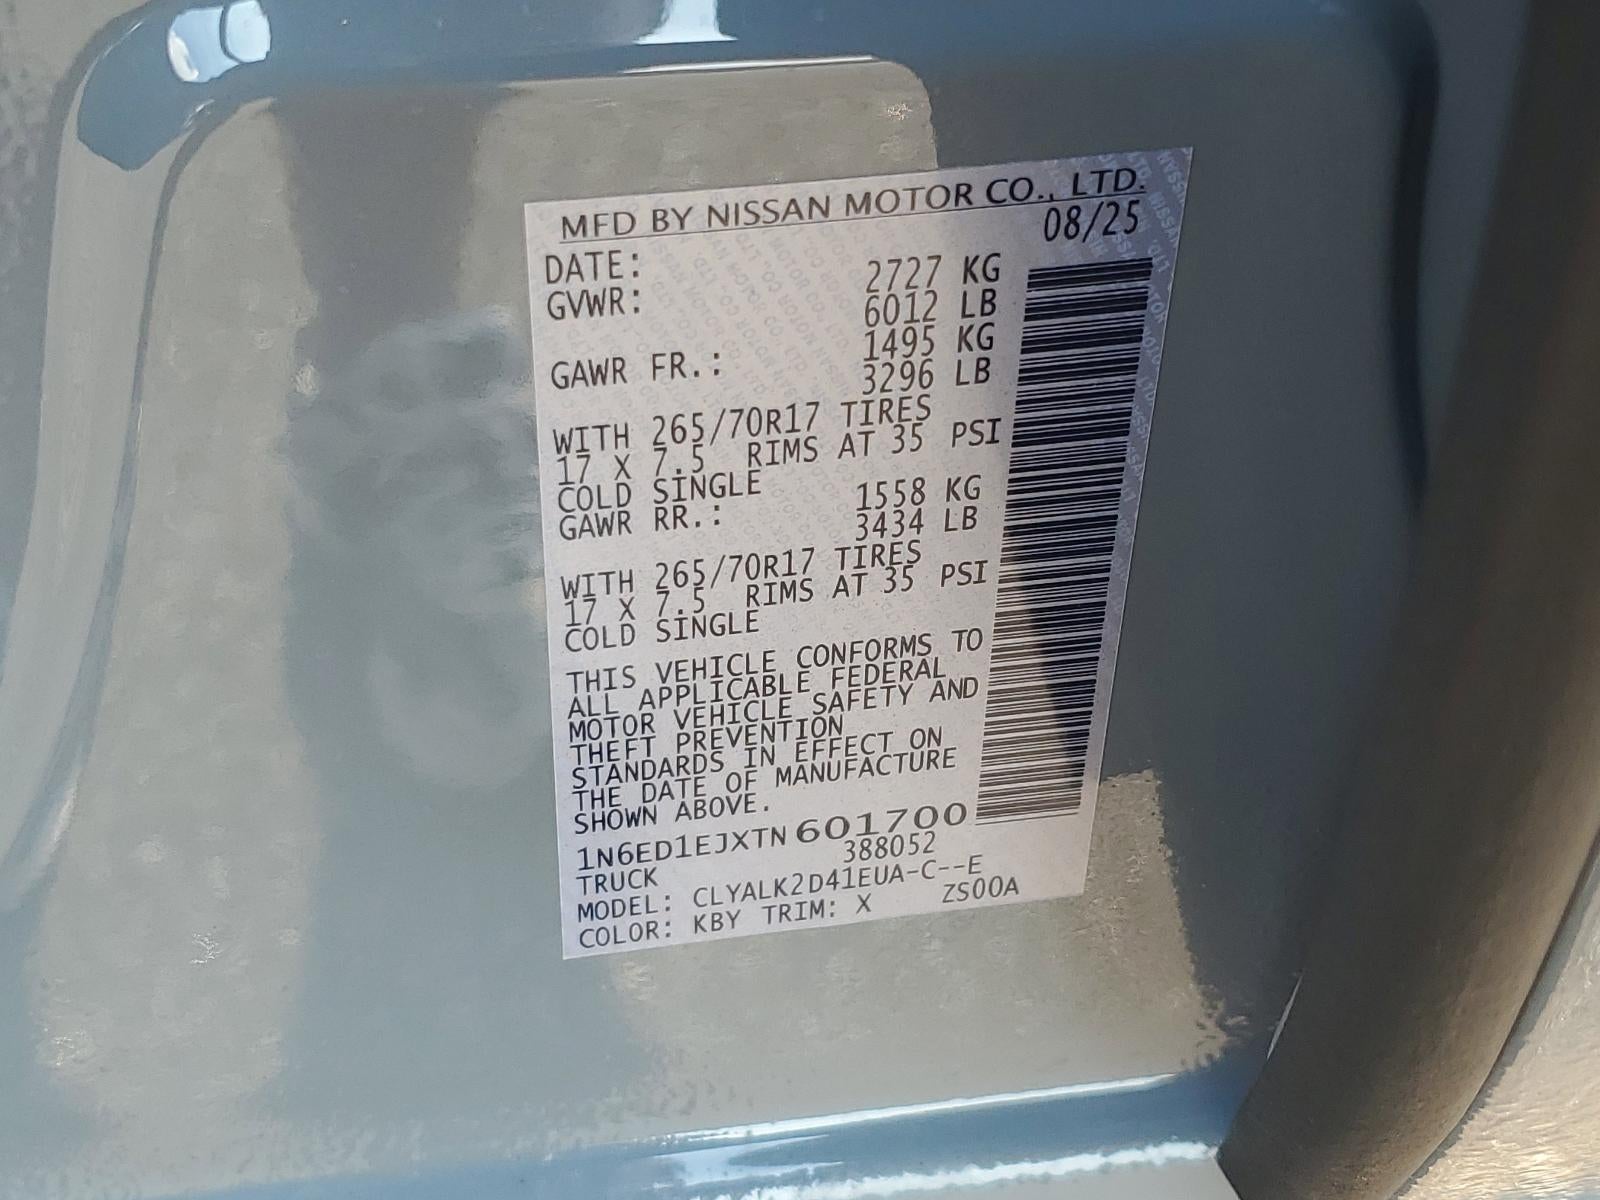 MFD BY NISSAN MOTOR CO., LTD.
DATE: 08/25
GVWR: 2727 KG
6012 LB
GAWR FR.: 1495 KG
3296 LB
WITH 265/70R17 TIRES
17 X 7.5 RIMS AT 35 PSI
COLD SINGLE
GAWR RR.: 1558 KG
3434 LB
WITH 265/70R17 TIRES
17 X 7.5 RIMS AT 35 PSI
COLD SINGLE
THIS VEHICLE CONFORMS TO
ALL APPLICABLE FEDERAL
MOTOR VEHICLE SAFETY AND
THEFT PREVENTION
STANDARDS IN EFFECT ON
THE DATE OF MANUFACTURE
SHOWN ABOVE.
1N6ED1EJXTN601700
TRUCK 388052
MODEL: CLYALK2D41EUA-C--E
COLOR: KBY TRIM: X ZS00A